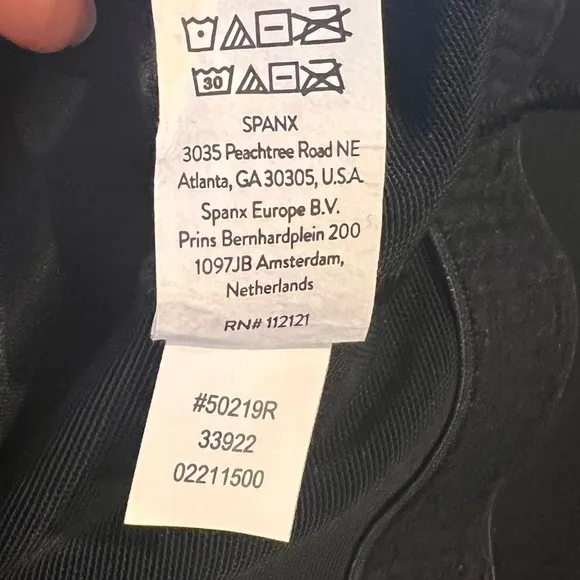 30
SPANX
3035 Peachtree Road NE
Atlanta, GA 30305, U.S.A.
Spanx Europe B.V.
Prins Bernhardplein 200
1097JB Amsterdam,
Netherlands
RN# 112121
#50219R
33922
02211500